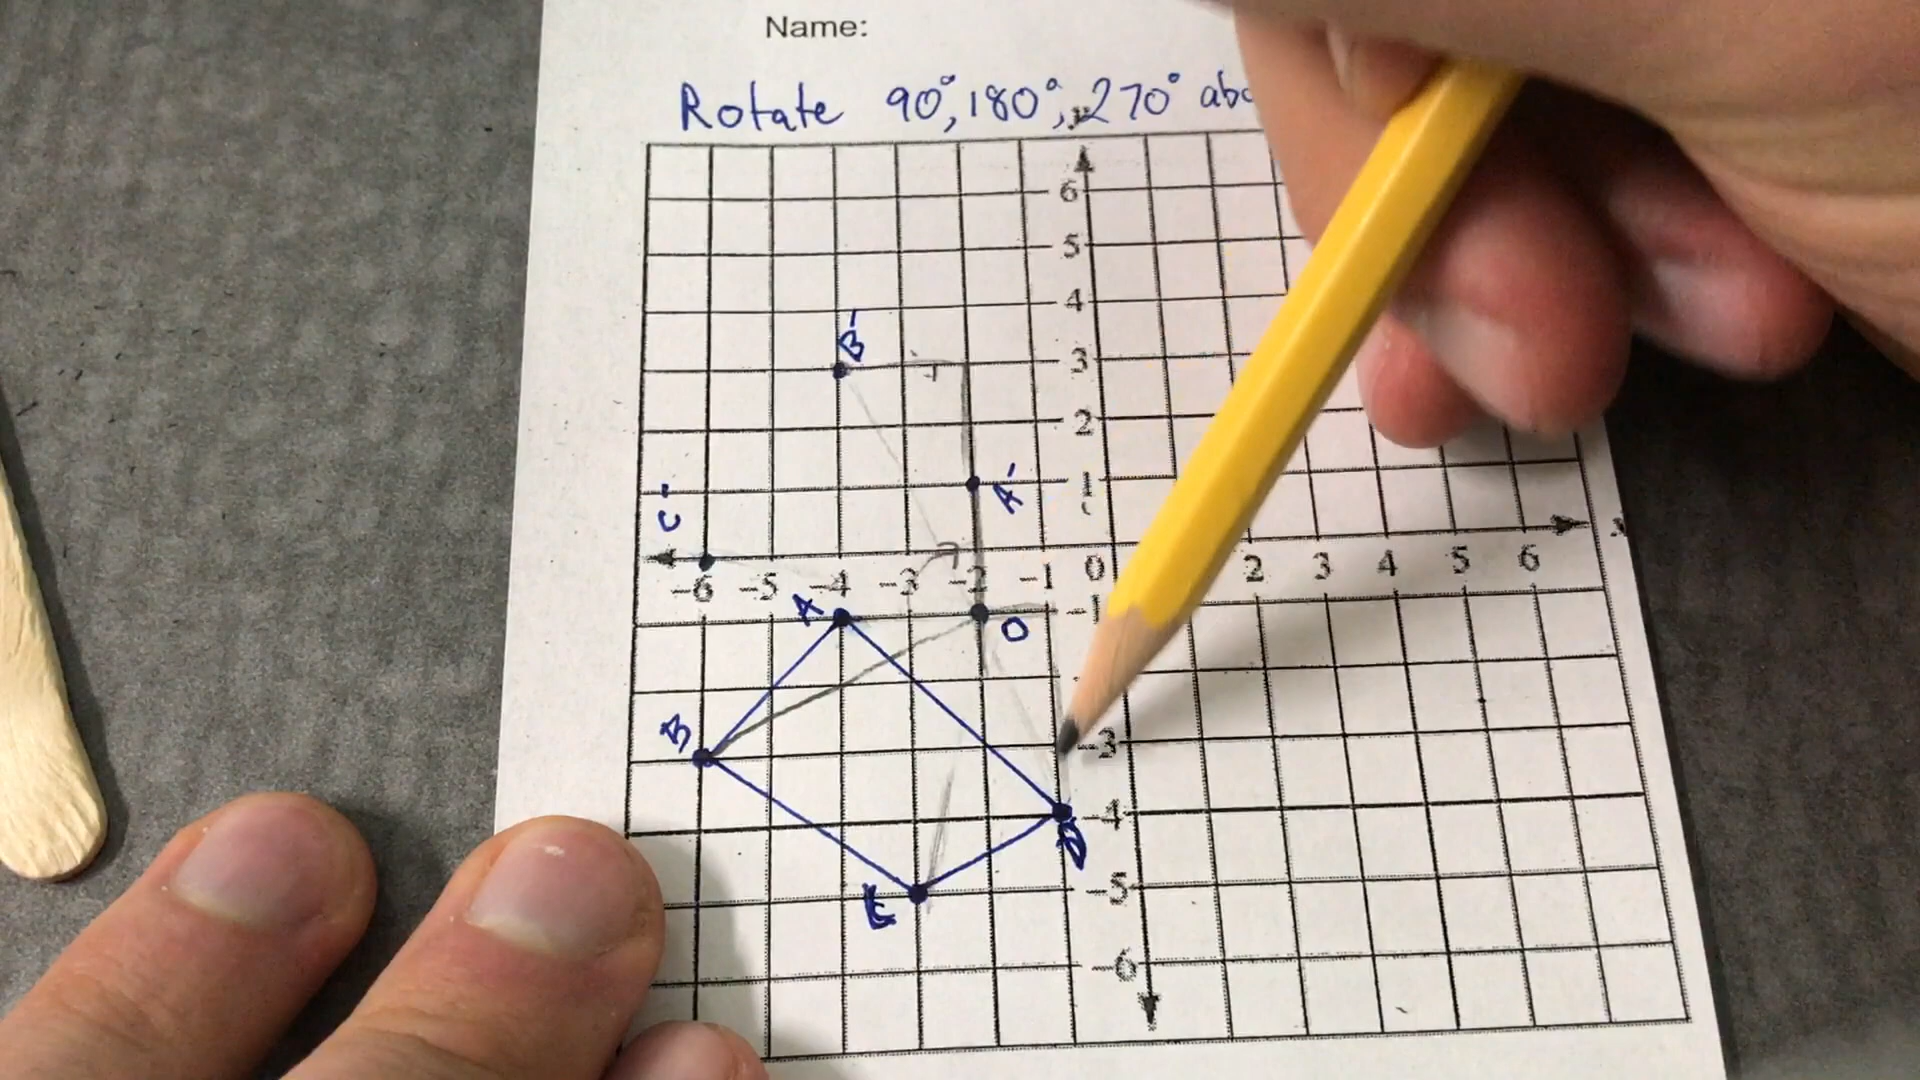 Name:
Rotate 90°, 180°, 270°
y
6
5
4
B' 3
2
A' 1
C'
-6 -5 -4 -3 -2 -1 0 2 3 4 5 6
A O -1
B -3
D -4
C -5
-6